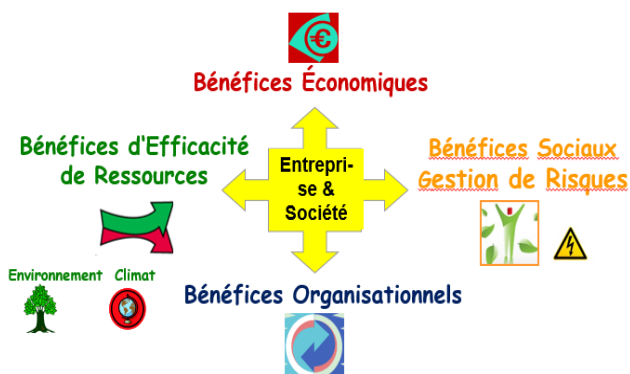 Bénéfices Économiques
Bénéfices d'Efficacité
de Ressources
Entrepri-
se &
Société
Bénéfices Sociaux
Gestion de Risques
Environnement Climat
Bénéfices Organisationnels